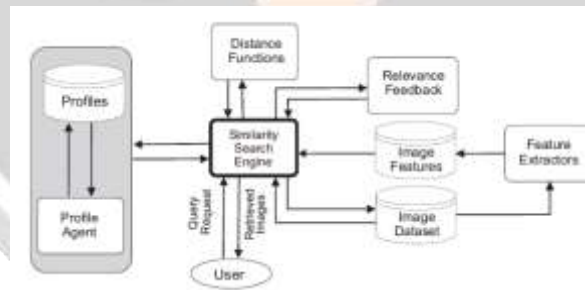 Distance
Functions
Relevance
Feedback
Profiles
Similarity
Search
Engine
Image
Features
Feature
Extractors
Profile
Agent
Query
Request
Retrieved
Images
Image
Dataset
User